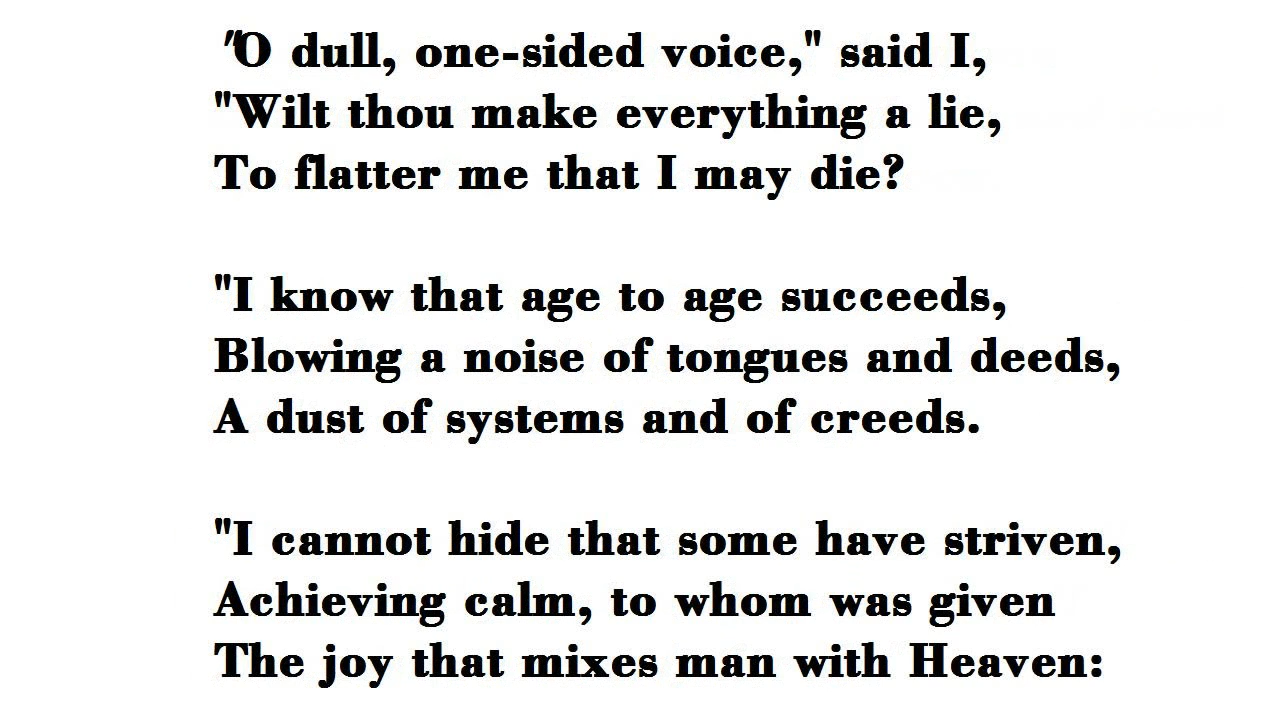 "O dull, one-sided voice," said I,
"Wilt thou make everything a lie,
To flatter me that I may die?
"I know that age to age succeeds,
Blowing a noise of tongues and deeds,
A dust of systems and of creeds.
"I cannot hide that some have striven,
Achieving calm, to whom was given
The joy that mixes man with Heaven: